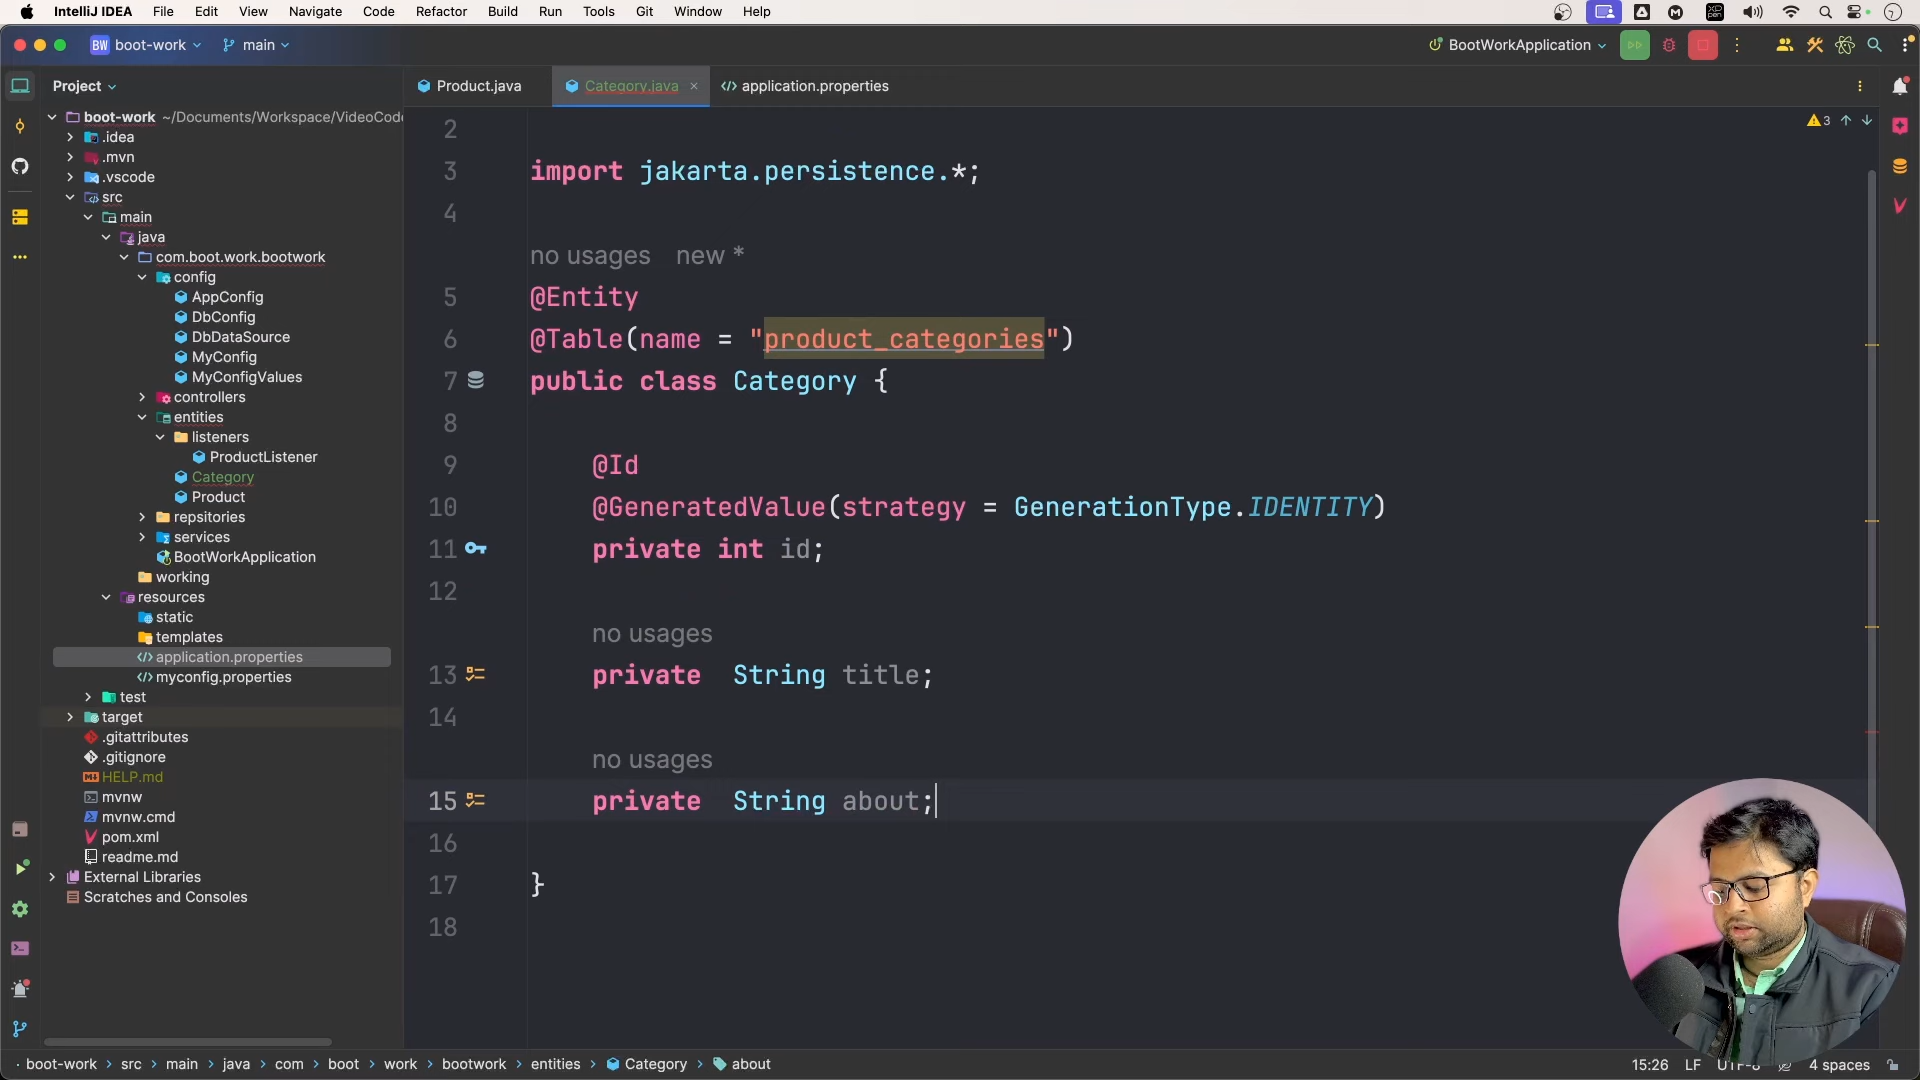 IntelliJ IDEA File Edit View Navigate Code Refactor Build Run Tools Git Window Help
BW boot-work main BootWorkApplication
Project
Product.java Category.java application.properties
boot-work ~/Documents/Workspace/VideoCode
.idea
.mvn
.vscode
src
main
java
com.boot.work.bootwork
config
AppConfig
DbConfig
DbDataSource
MyConfig
MyConfigValues
controllers
entities
listeners
ProductListener
Category
Product
repsitories
services
BootWorkApplication
working
resources
static
templates
application.properties
myconfig.properties
test
target
.gitattributes
.gitignore
HELP.md
mvnw
mvnw.cmd
pom.xml
readme.md
External Libraries
Scratches and Consoles
3
2
3 import jakarta.persistence.*;
4
no usages new *
5 @Entity
6 @Table(name = "product_categories")
7 public class Category {
8
9 @Id
10 @GeneratedValue(strategy = GenerationType.IDENTITY)
11 private int id;
12
no usages
13 private String title;
14
no usages
15 private String about;
16
17 }
18
boot-work > src > main > java > com > boot > work > bootwork > entities > Category > about
15:26 LF UTF-8 4 spaces